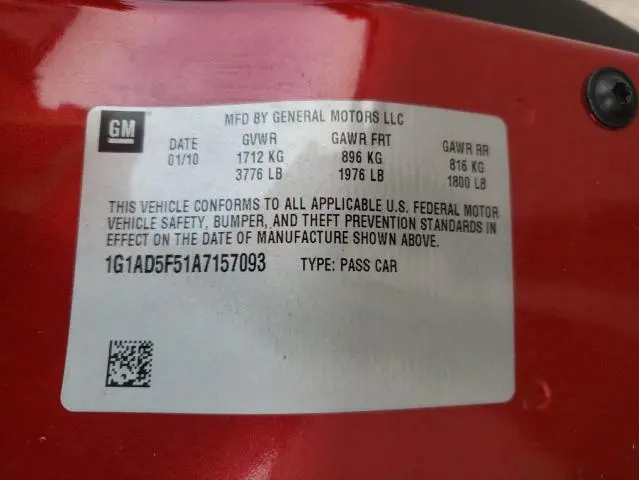 GM
MFD BY GENERAL MOTORS LLC
DATE GVWR GAWR FRT GAWR RR
01/10 1712 KG 896 KG 816 KG
3776 LB 1976 LB 1800 LB
THIS VEHICLE CONFORMS TO ALL APPLICABLE U.S. FEDERAL MOTOR
VEHICLE SAFETY, BUMPER, AND THEFT PREVENTION STANDARDS IN
EFFECT ON THE DATE OF MANUFACTURE SHOWN ABOVE.
1G1AD5F51A7157093 TYPE: PASS CAR